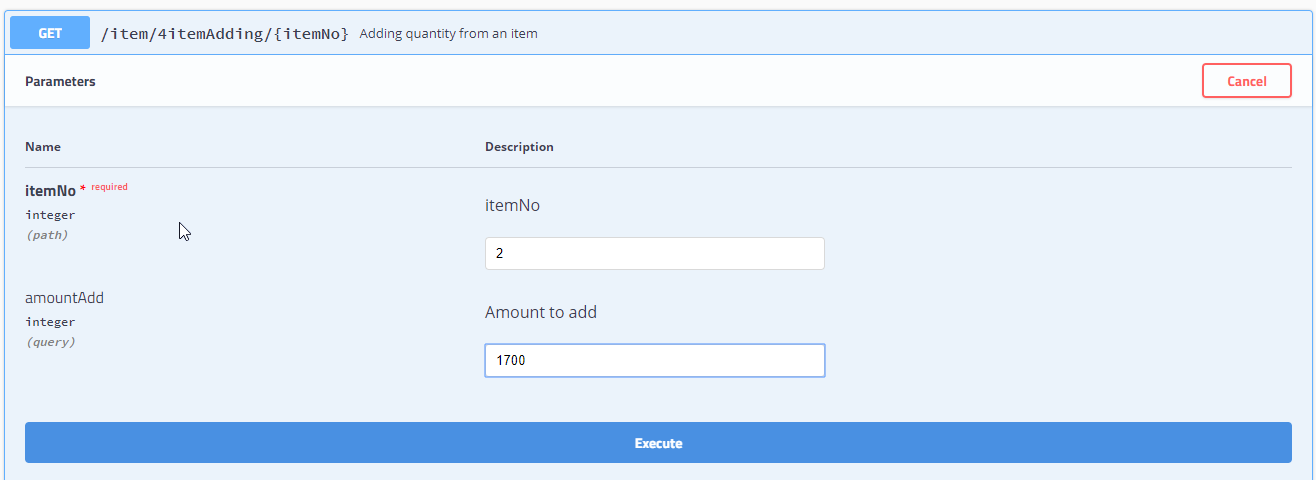 GET /item/4itemAdding/{itemNo} Adding quantity from an item
Parameters Cancel
Name Description
itemNo * required
integer
(path)
itemNo
2
amountAdd
integer
(query)
Amount to add
1700
Execute